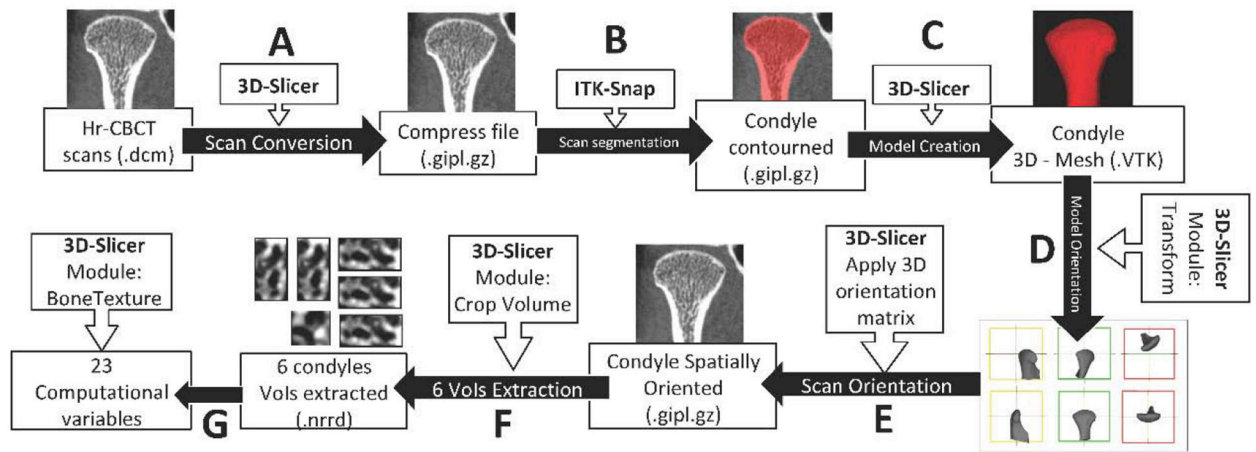 A
3D-Slicer
Hr-CBCT
scans (.dcm)
Scan Conversion
Compress file
(.gipl.gz)
B
ITK-Snap
Scan segmentation
Condyle
contourned
(.gipl.gz)
C
3D-Slicer
Model Creation
Condyle
3D - Mesh (.VTK)
D
Model Orientation
3D-Slicer
Module:
Transform
3D-Slicer
Apply 3D
orientation
matrix
Scan Orientation
E
Condyle Spatially
Oriented
(.gipl.gz)
3D-Slicer
Module:
Crop Volume
6 VoIs Extraction
F
6 condyles
VoIs extracted
(.nrrd)
G
3D-Slicer
Module:
BoneTexture
23
Computational
variables